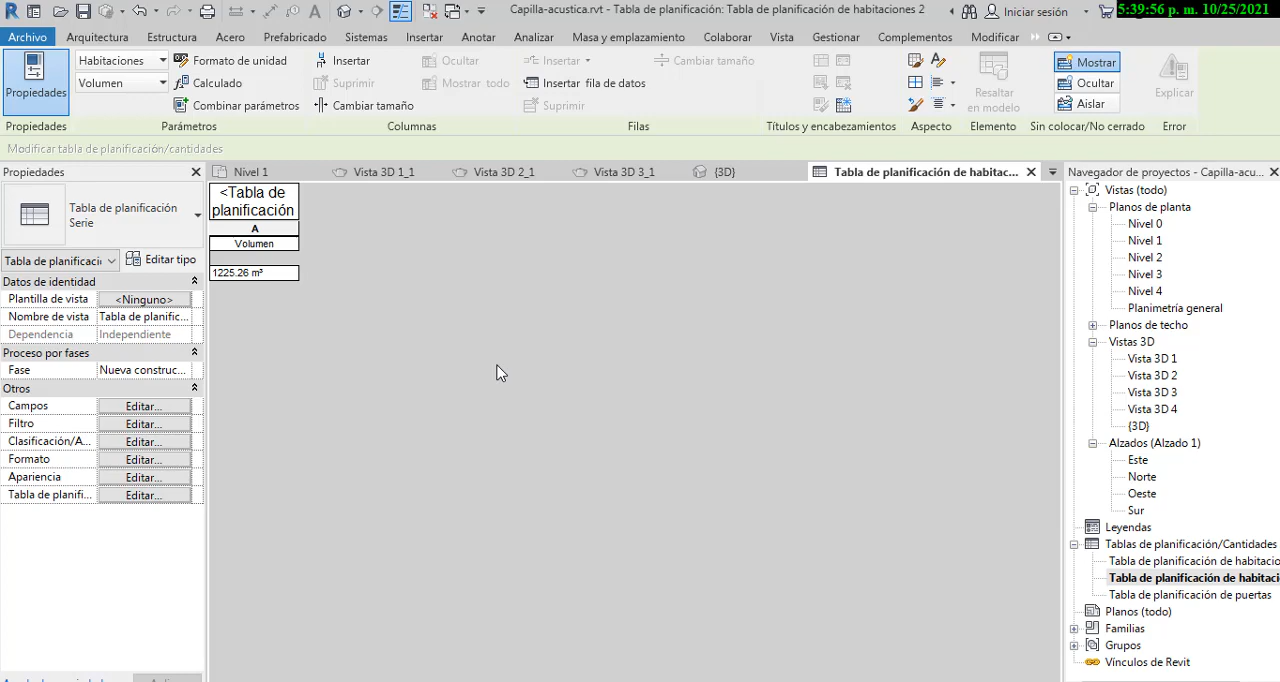 Capilla-acustica.rvt - Tabla de planificación: Tabla de planificación de habitaciones 2
Iniciar sesión
5:39:56 p. m. 10/25/2021
Archivo Arquitectura Estructura Acero Prefabricado Sistemas Insertar Anotar Analizar Masa y emplazamiento Colaborar Vista Gestionar Complementos Modificar
Propiedades
Habitaciones
Volumen
Formato de unidad
Calculado
Combinar parámetros
Insertar
Suprimir
Cambiar tamaño
Ocultar
Mostrar todo
Insertar
Insertar fila de datos
Suprimir
Cambiar tamaño
Resaltar
en modelo
Mostrar
Ocultar
Aislar
Explicar
Propiedades Parámetros Columnas Filas Títulos y encabezamientos Aspecto Elemento Sin colocar/No cerrado Error
Modificar tabla de planificación/cantidades
Propiedades
Tabla de planificación
Serie
Tabla de planificaci
Editar tipo
Datos de identidad
Plantilla de vista <Ninguno>
Nombre de vista Tabla de planific...
Dependencia Independiente
Proceso por fases
Fase Nueva construc...
Otros
Campos Editar...
Filtro Editar...
Clasificación/A... Editar...
Formato Editar...
Apariencia Editar...
Tabla de planifi... Editar...
Nivel 1 Vista 3D 1_1 Vista 3D 2_1 Vista 3D 3_1 {3D} Tabla de planificación de habitac...
<Tabla de
planificación
A
Volumen
1225.26 m³
Navegador de proyectos - Capilla-acu...
Vistas (todo)
Planos de planta
Nivel 0
Nivel 1
Nivel 2
Nivel 3
Nivel 4
Planimetría general
Planos de techo
Vistas 3D
Vista 3D 1
Vista 3D 2
Vista 3D 3
Vista 3D 4
{3D}
Alzados (Alzado 1)
Este
Norte
Oeste
Sur
Leyendas
Tablas de planificación/Cantidades
Tabla de planificación de habitacio
Tabla de planificación de habitaci
Tabla de planificación de puertas
Planos (todo)
Familias
Grupos
Vínculos de Revit